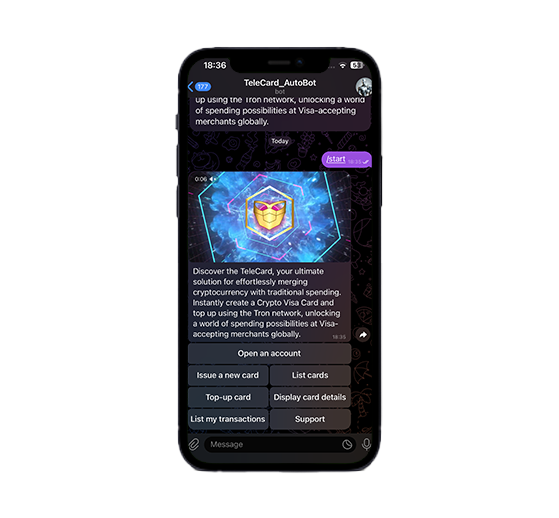 18:36
53
177
TeleCard_AutoBot
bot
up using the Tron network, unlocking a world
of spending possibilities at Visa-accepting
merchants globally.
Today
/start 18:35
0:06
Discover the TeleCard, your ultimate
solution for effortlessly merging
cryptocurrency with traditional spending.
Instantly create a Crypto Visa Card and
top up using the Tron network, unlocking
a world of spending possibilities at Visa-
accepting merchants globally.
18:35
Open an account
Issue a new card List cards
Top-up card Display card details
List my transactions Support
Message